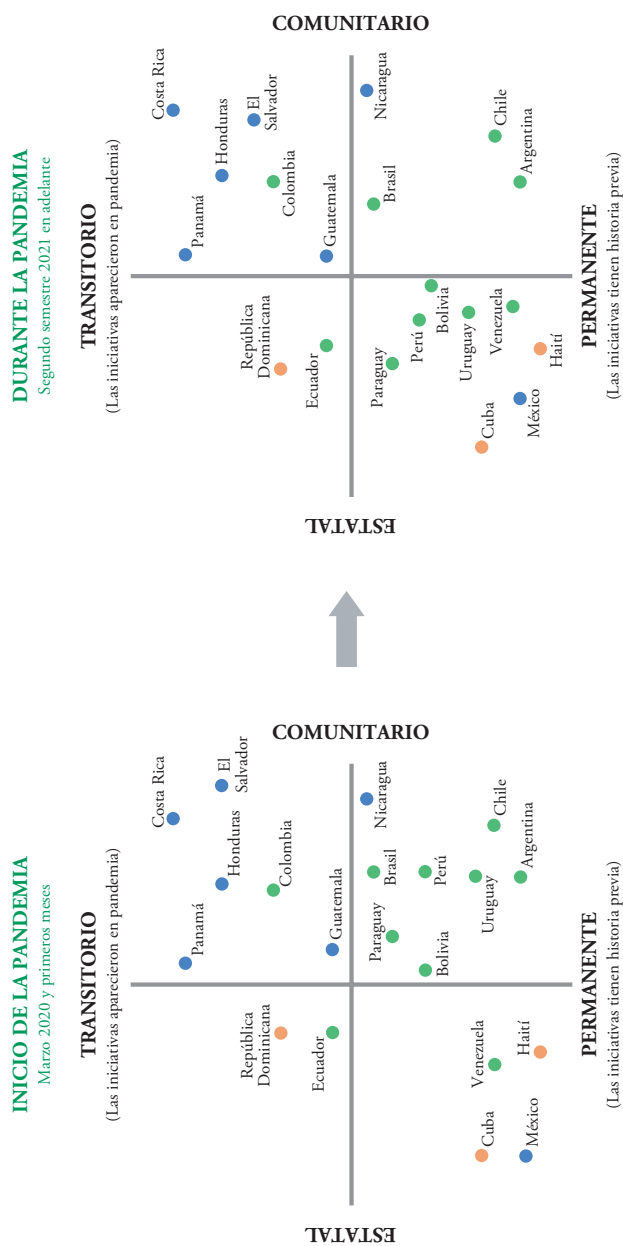 INICIO DE LA PANDEMIA
Marzo 2020 y primeros meses
TRANSITORIO
(Las iniciativas aparecieron en pandemia)
Costa Rica
Panamá
Honduras
El
Salvador
República
Dominicana
Colombia
Ecuador
Guatemala
ESTATAL
COMUNITARIO
Nicaragua
Brasil
Paraguay
Perú
Bolivia
Uruguay
Chile
Venezuela
Cuba
Argentina
México
Haití
PERMANENTE
(Las iniciativas tienen historia previa)
DURANTE LA PANDEMIA
Segundo semestre 2021 en adelante
TRANSITORIO
(Las iniciativas aparecieron en pandemia)
Costa Rica
Panamá
Honduras
El
Salvador
República
Dominicana
Colombia
Ecuador
Guatemala
ESTATAL
COMUNITARIO
Nicaragua
Brasil
Paraguay
Perú
Bolivia
Uruguay
Chile
Venezuela
Cuba
Argentina
México
Haití
PERMANENTE
(Las iniciativas tienen historia previa)